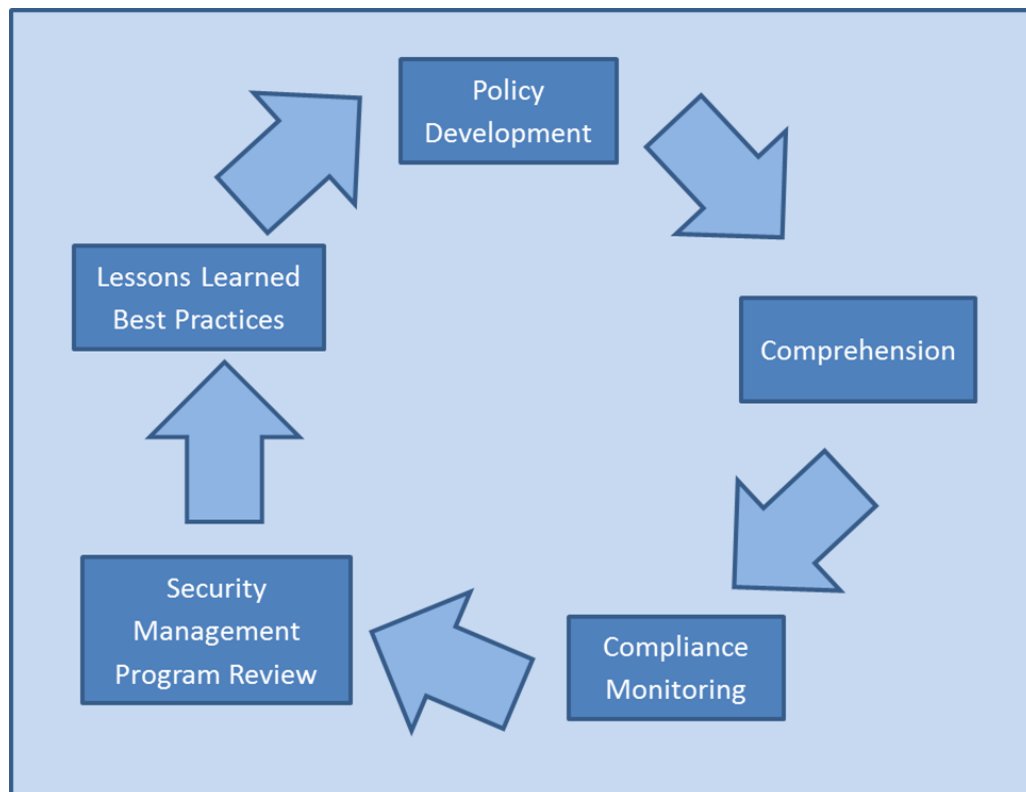 Policy
Development
Comprehension
Compliance
Monitoring
Security
Management
Program Review
Lessons Learned
Best Practices